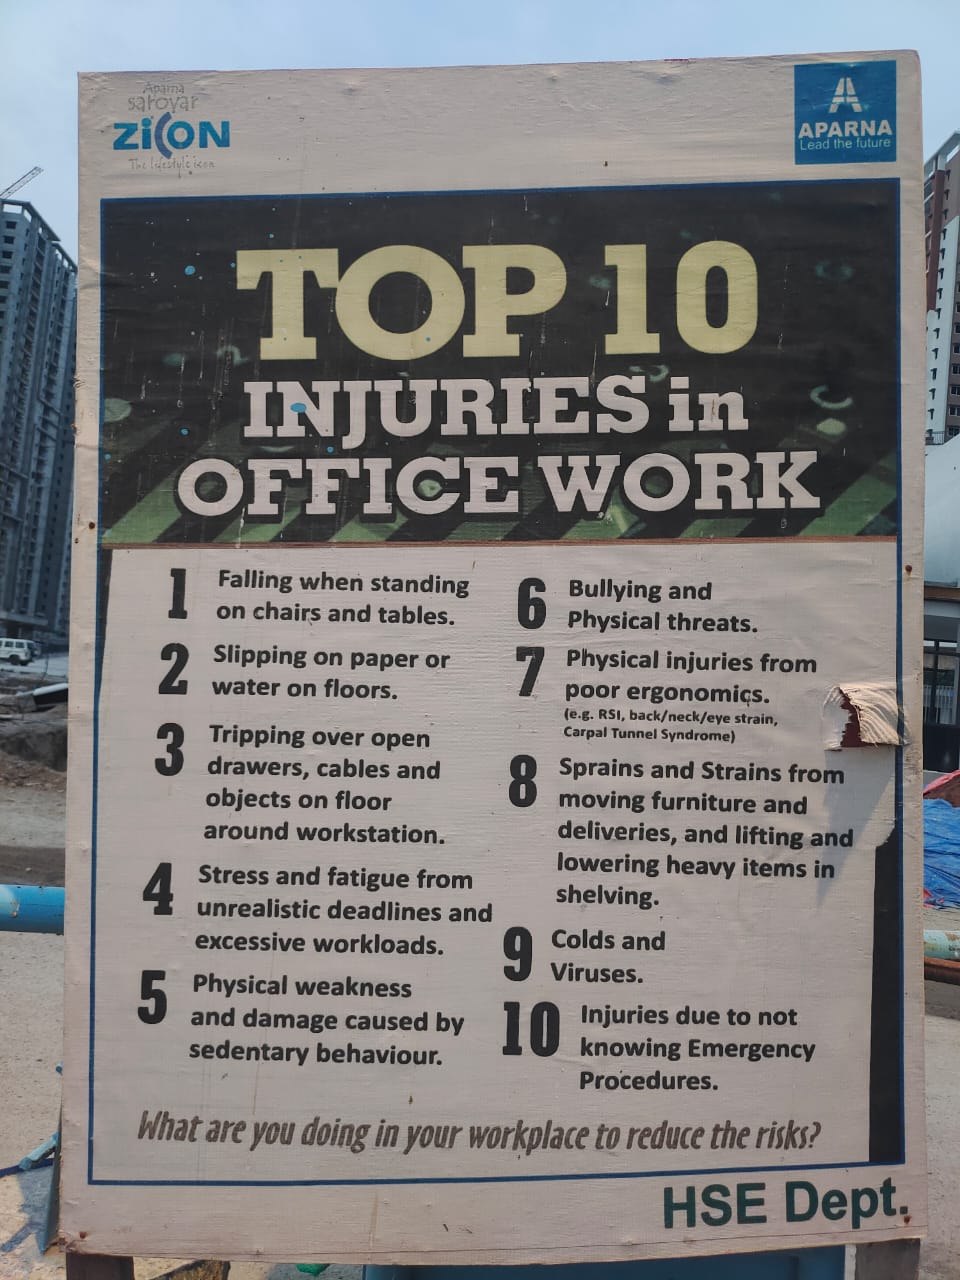 Aparna
saroyar
ZiCON
The lifestyle icon
APARNA
Lead the future
TOP 10
INJURIES in
OFFICE WORK
1 Falling when standing
on chairs and tables.
2 Slipping on paper or
water on floors.
3 Tripping over open
drawers, cables and
objects on floor
around workstation.
4 Stress and fatigue from
unrealistic deadlines and
excessive workloads.
5 Physical weakness
and damage caused by
sedentary behaviour.
6 Bullying and
Physical threats.
7 Physical injuries from
poor ergonomics.
(e.g. RSI, back/neck/eye strain,
Carpal Tunnel Syndrome)
8 Sprains and Strains from
moving furniture and
deliveries, and lifting and
lowering heavy items in
shelving.
9 Colds and
Viruses.
10 Injuries due to not
knowing Emergency
Procedures.
What are you doing in your workplace to reduce the risks?
HSE Dept.